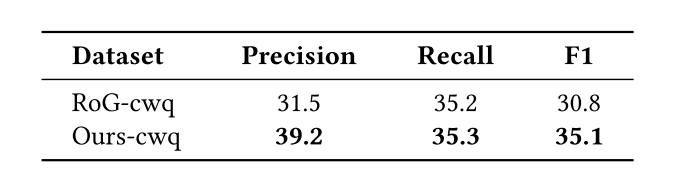 Dataset Precision Recall F1
RoG-cwq 31.5 35.2 30.8
Ours-cwq 39.2 35.3 35.1